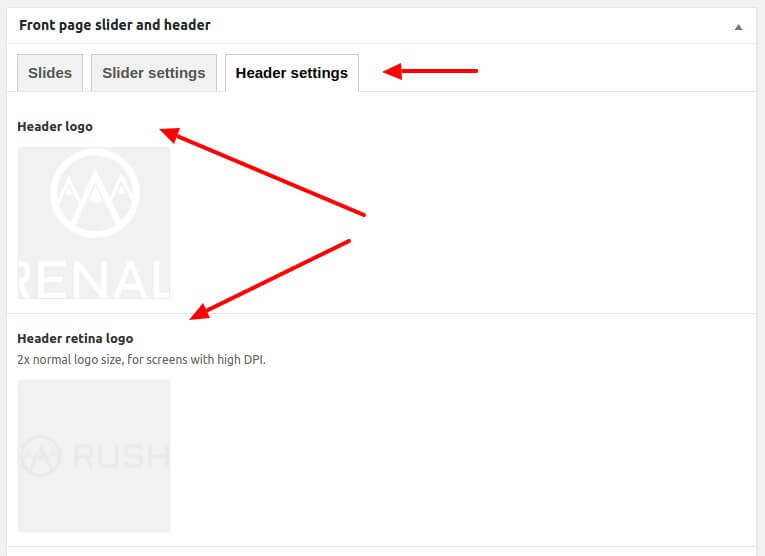 Front page slider and header
Slides
Slider settings
Header settings
Header logo
RENAL
Header retina logo
2x normal logo size, for screens with high DPI.
RUSH